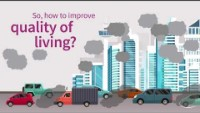 So, how to improve
quality of
living?